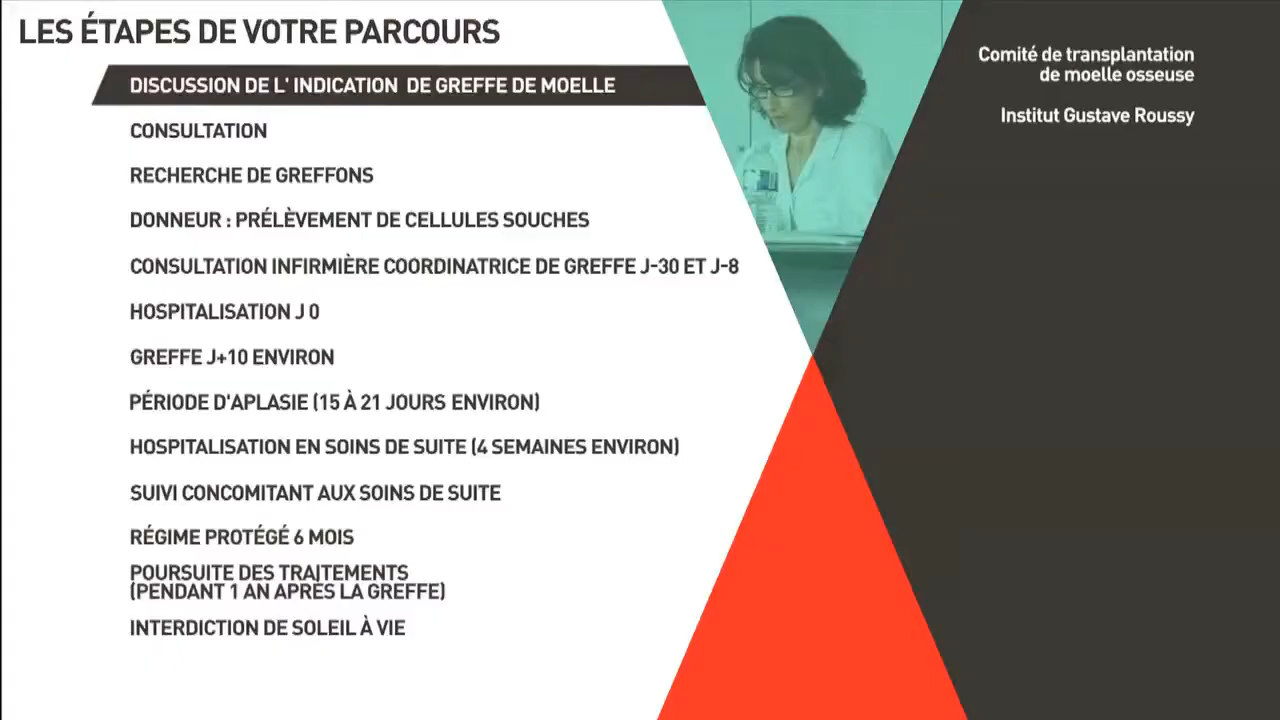 LES ÉTAPES DE VOTRE PARCOURS
DISCUSSION DE L' INDICATION DE GREFFE DE MOELLE
CONSULTATION
RECHERCHE DE GREFFONS
DONNEUR : PRÉLÈVEMENT DE CELLULES SOUCHES
CONSULTATION INFIRMIÈRE COORDINATRICE DE GREFFE J-30 ET J-8
HOSPITALISATION J 0
GREFFE J+10 ENVIRON
PÉRIODE D'APLASIE (15 À 21 JOURS ENVIRON)
HOSPITALISATION EN SOINS DE SUITE (4 SEMAINES ENVIRON)
SUIVI CONCOMITANT AUX SOINS DE SUITE
RÉGIME PROTÉGÉ 6 MOIS
POURSUITE DES TRAITEMENTS
(PENDANT 1 AN APRÈS LA GREFFE)
INTERDICTION DE SOLEIL À VIE
Comité de transplantation
de moelle osseuse
Institut Gustave Roussy